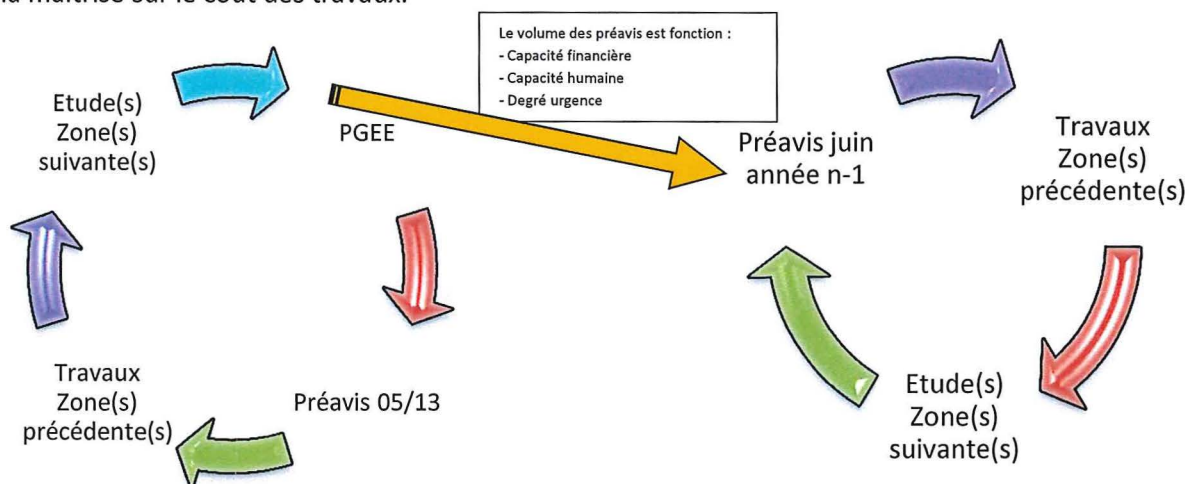 la maîtrise sur le coût des travaux.
Le volume des préavis est fonction :
- Capacité financière
- Capacité humaine
- Degré urgence
Etude(s)
Zone(s)
suivante(s)
PGEE
Préavis juin
année n-1
Travaux
Zone(s)
précédente(s)
Travaux
Zone(s)
précédente(s)
Préavis 05/13
Etude(s)
Zone(s)
suivante(s)